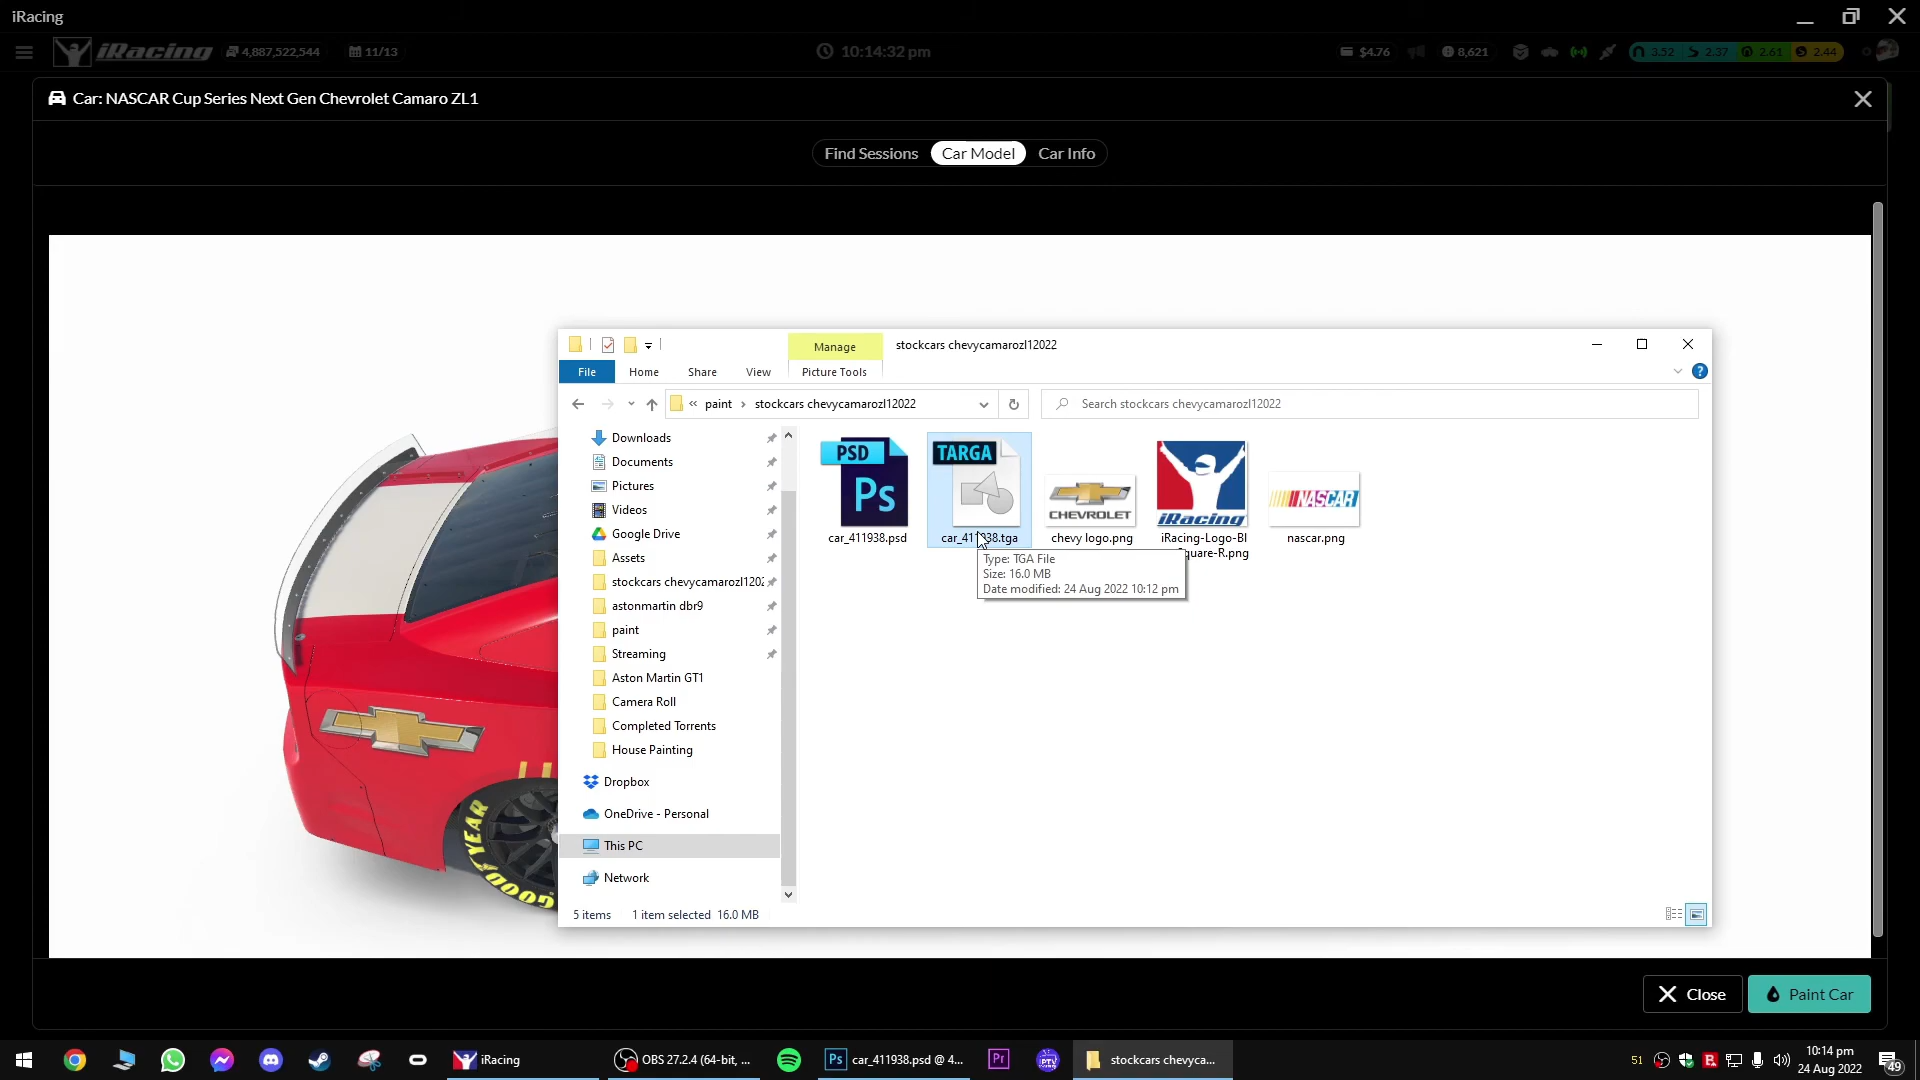 iRacing
iRacing
4,887,522,544
11/13
10:14:32 pm
$4.76
8,621
3.52
2.37
2.61
2.44
Car: NASCAR Cup Series Next Gen Chevrolet Camaro ZL1
Find Sessions
Car Model
Car Info
Manage
stockcars chevycamarozl12022
File
Home
Share
View
Picture Tools
« paint > stockcars chevycamarozl12022
Search stockcars chevycamarozl12022
Downloads
Documents
Pictures
Videos
Google Drive
Assets
stockcars chevycamarozl1202
astonmartin dbr9
paint
Streaming
Aston Martin GT1
Camera Roll
Completed Torrents
House Painting
Dropbox
OneDrive - Personal
This PC
Network
PSD
Ps
car_411938.psd
TARGA
car_411938.tga
CHEVROLET
chevy logo.png
iRacing
iRacing-Logo-Bl
quare-R.png
NASCAR
nascar.png
Type: TGA File
Size: 16.0 MB
Date modified: 24 Aug 2022 10:12 pm
5 items
1 item selected 16.0 MB
GOOD YEAR
Close
Paint Car
iRacing
OBS 27.2.4 (64-bit, ...
Ps
car_411938.psd @ 4...
Pr
IPTV
stockcars chevyca...
51
10:14 pm
24 Aug 2022
49